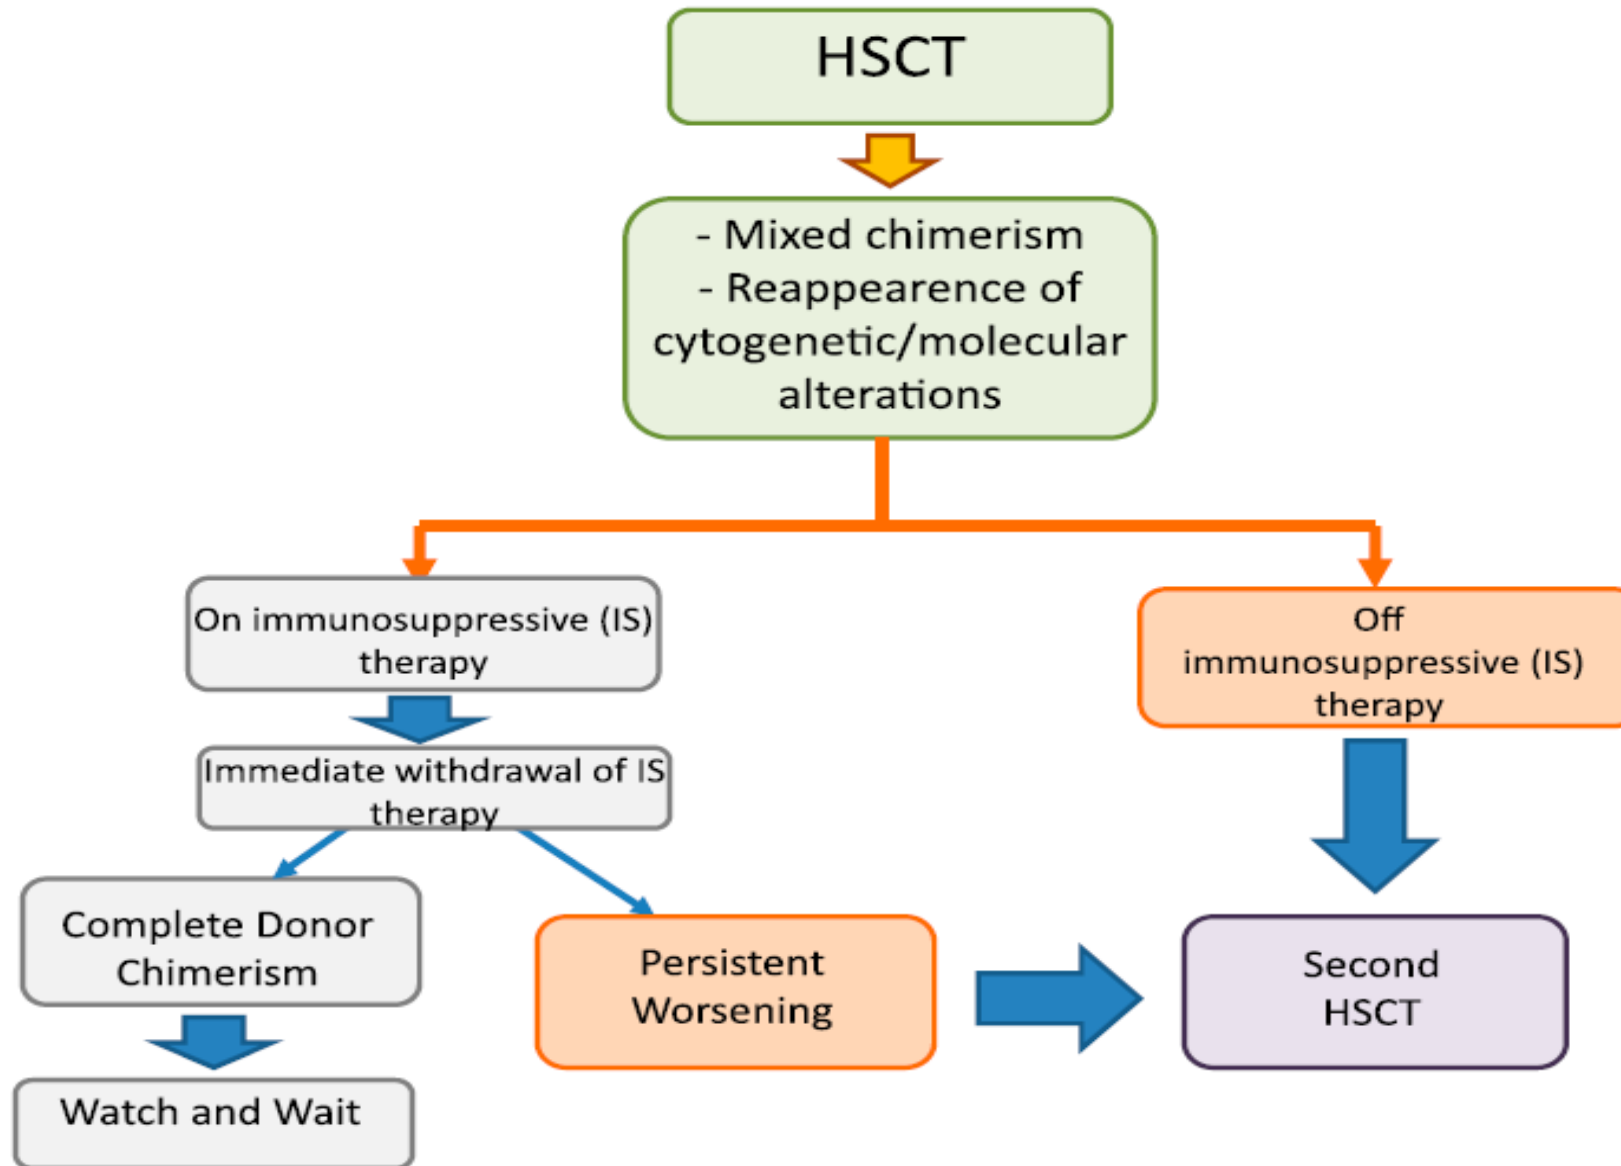 HSCT
- Mixed chimerism
- Reappearence of
cytogenetic/molecular
alterations
On immunosuppressive (IS)
therapy
Off
immunosuppressive (IS)
therapy
Immediate withdrawal of IS
therapy
Complete Donor
Chimerism
Persistent
Worsening
Second
HSCT
Watch and Wait